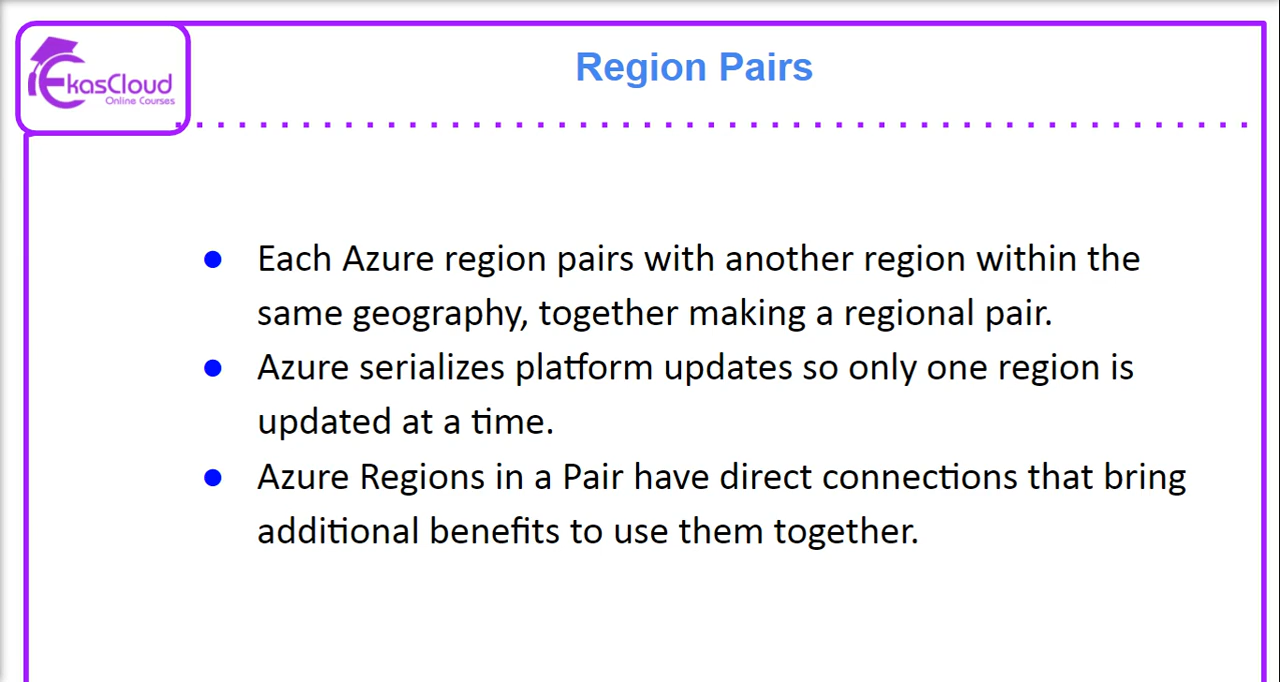 EkasCloud
Online Courses
Region Pairs
● Each Azure region pairs with another region within the
same geography, together making a regional pair.
● Azure serializes platform updates so only one region is
updated at a time.
● Azure Regions in a Pair have direct connections that bring
additional benefits to use them together.